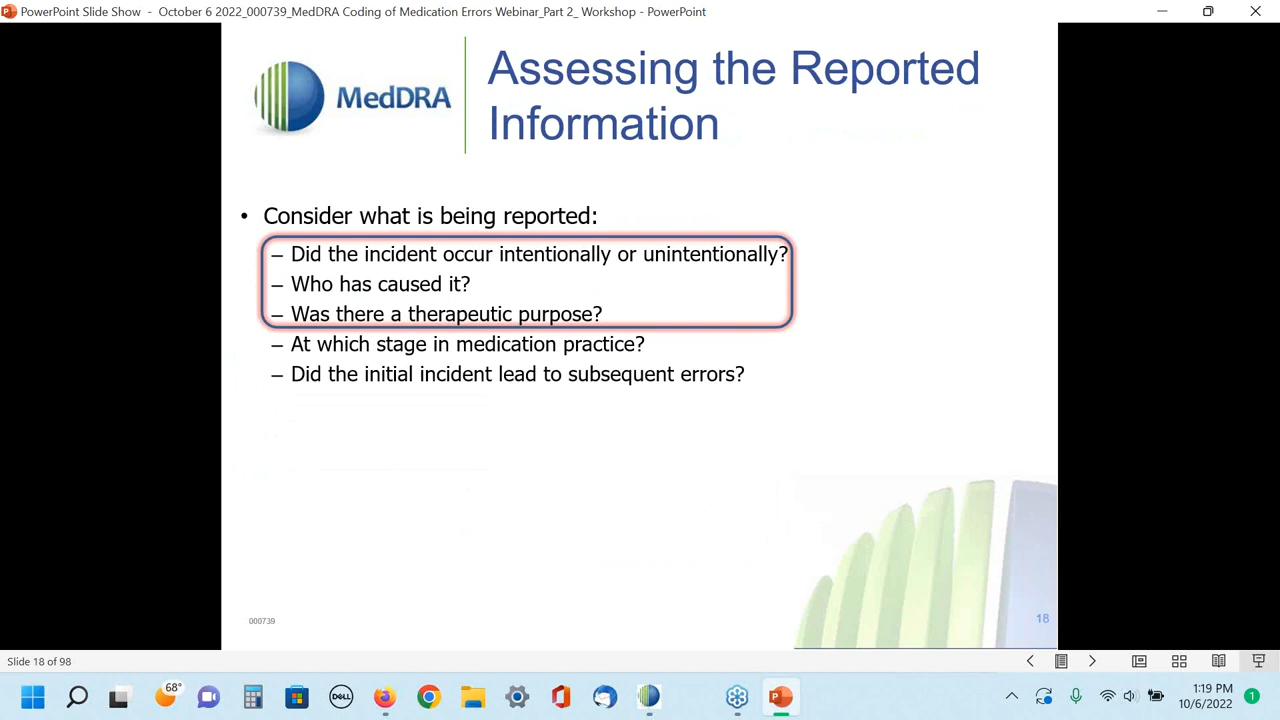 PowerPoint Slide Show - October 6 2022_000739_MedDRA Coding of Medication Errors Webinar_Part 2_ Workshop - PowerPoint
MedDRA
Assessing the Reported
Information
• Consider what is being reported:
– Did the incident occur intentionally or unintentionally?
– Who has caused it?
– Was there a therapeutic purpose?
– At which stage in medication practice?
– Did the initial incident lead to subsequent errors?
000739
18
Slide 18 of 98
68°
DELL
1:19 PM
10/6/2022
1